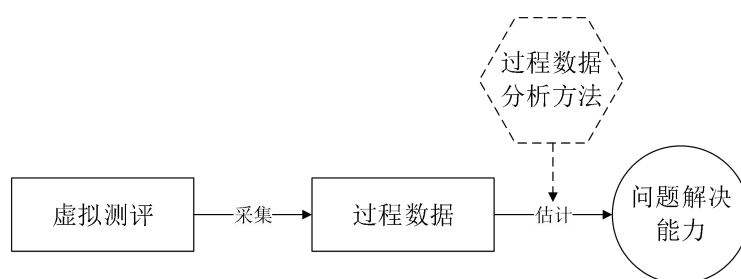 过程数据
分析方法
虚拟测评
采集
过程数据
估计
问题解决
能力